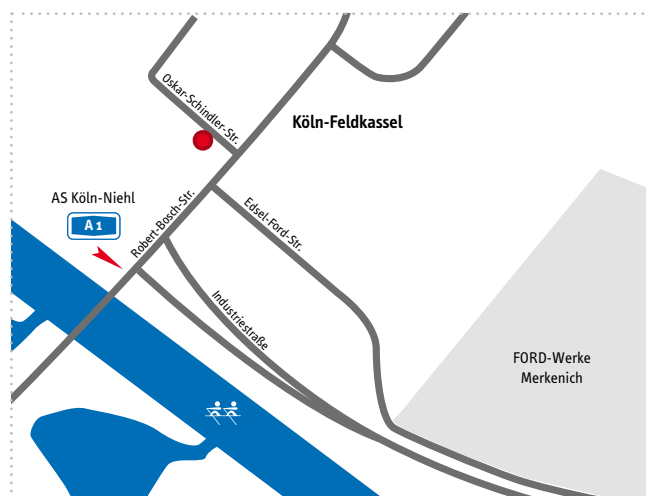 Oskar-Schindler-Str.
Köln-Feldkassel
AS Köln-Niehl
A 1
Robert-Bosch-Str.
Edsel-Ford-Str.
Industriestraße
FORD-Werke
Merkenich